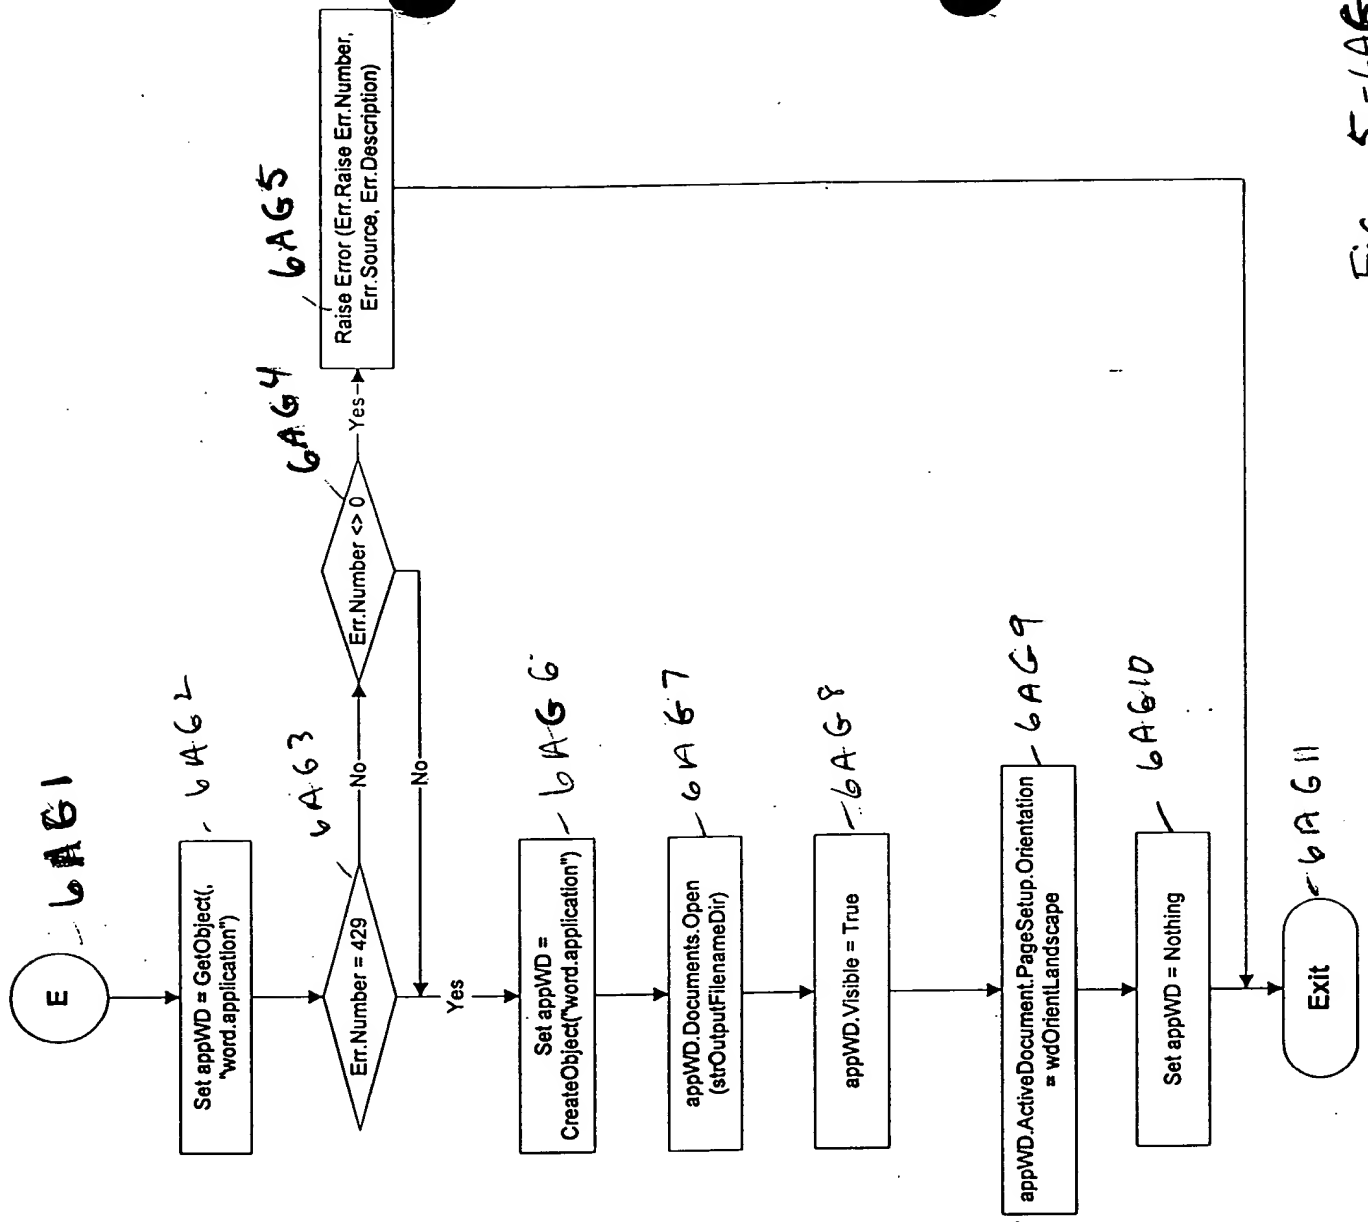 E
6AG1
Set appWD = GetObject(,
"word.application")
6AG2
Err.Number = 429
6AG3
No
Err.Number <> 0
6AG4
Yes
Raise Error (Err.Raise Err.Number,
Err.Source, Err.Description)
6AG5
No
Yes
Set appWD =
CreateObject("word.application")
6AG6
appWD.Documents.Open
(strOutputFilenameDir)
6AG7
appWD.Visible = True
6AG8
appWD.ActiveDocument.PageSetup.Orientation
= wdOrientLandscape
6AG9
Set appWD = Nothing
6AG10
Exit
6AG11
Fig. 5-6AG